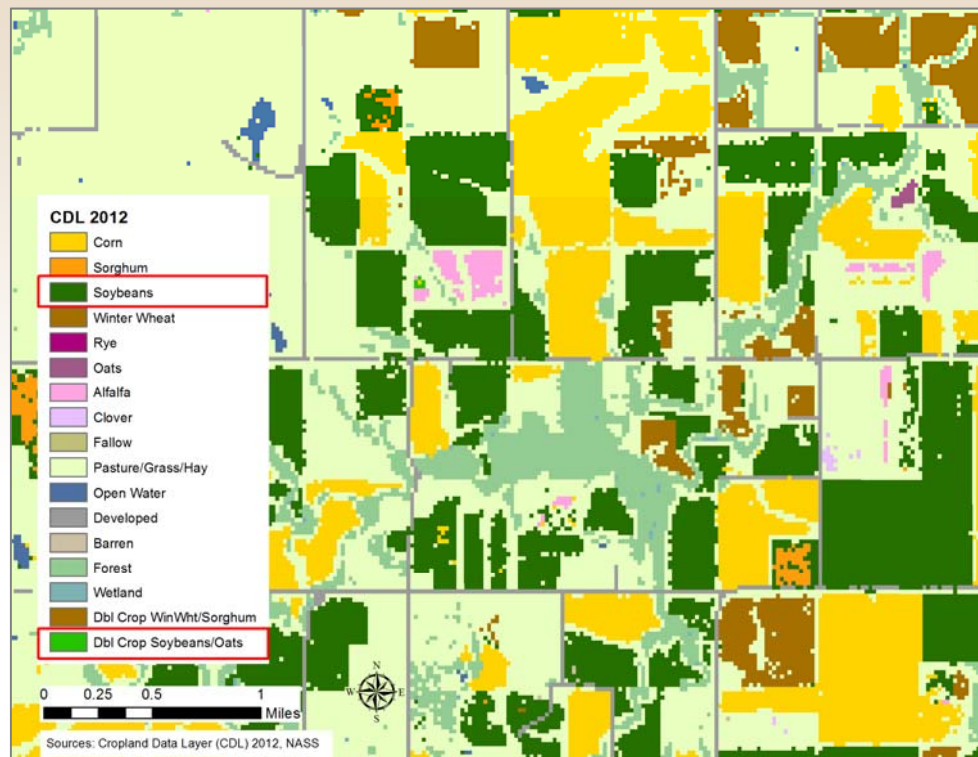 CDL 2012
Corn
Sorghum
Soybeans
Winter Wheat
Rye
Oats
Alfalfa
Clover
Fallow
Pasture/Grass/Hay
Open Water
Developed
Barren
Forest
Wetland
Dbl Crop WinWht/Sorghum
Dbl Crop Soybeans/Oats
0 0.25 0.5 1
Miles
N
W E
S
Sources: Cropland Data Layer (CDL) 2012, NASS